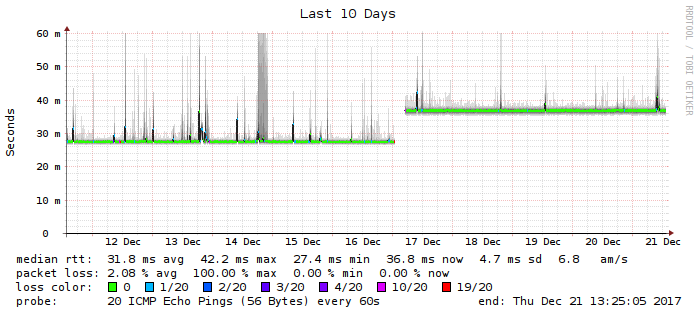 Last 10 Days
RRDTOOL / TOBI OETIKER
Seconds
60 m
50 m
40 m
30 m
20 m
10 m
0
12 Dec 13 Dec 14 Dec 15 Dec 16 Dec 17 Dec 18 Dec 19 Dec 20 Dec 21 Dec
median rtt: 31.8 ms avg 42.2 ms max 27.4 ms min 36.8 ms now 4.7 ms sd 6.8 am/s
packet loss: 2.08 % avg 100.00 % max 0.00 % min 0.00 % now
loss color: 0 1/20 2/20 3/20 4/20 10/20 19/20
probe: 20 ICMP Echo Pings (56 Bytes) every 60s end: Thu Dec 21 13:25:05 2017